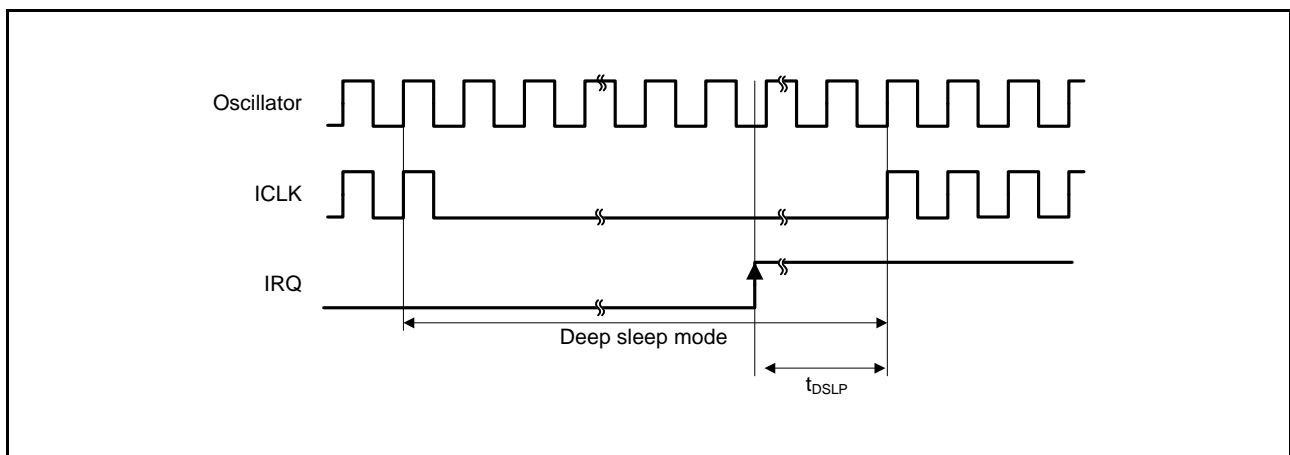 Oscillator
ICLK
IRQ
Deep sleep mode
tDSLP